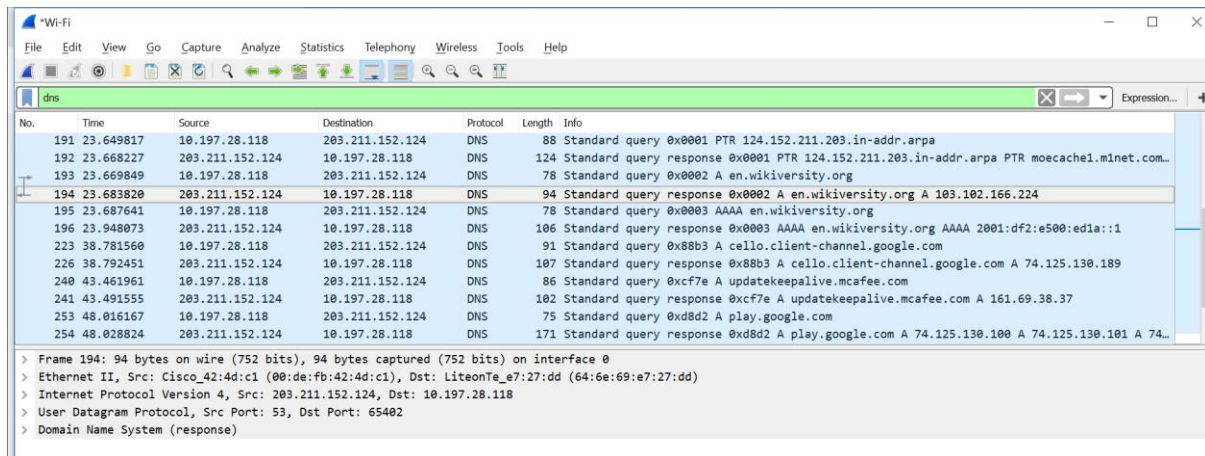 *Wi-Fi
File Edit View Go Capture Analyze Statistics Telephony Wireless Tools Help
dns Expression... +
No. Time Source Destination Protocol Length Info
191 23.649817 10.197.28.118 203.211.152.124 DNS 88 Standard query 0x0001 PTR 124.152.211.203.in-addr.arpa
192 23.668227 203.211.152.124 10.197.28.118 DNS 124 Standard query response 0x0001 PTR 124.152.211.203.in-addr.arpa PTR moecache1.m1net.com…
193 23.669849 10.197.28.118 203.211.152.124 DNS 78 Standard query 0x0002 A en.wikiversity.org
194 23.683820 203.211.152.124 10.197.28.118 DNS 94 Standard query response 0x0002 A en.wikiversity.org A 103.102.166.224
195 23.687641 10.197.28.118 203.211.152.124 DNS 78 Standard query 0x0003 AAAA en.wikiversity.org
196 23.948073 203.211.152.124 10.197.28.118 DNS 106 Standard query response 0x0003 AAAA en.wikiversity.org AAAA 2001:df2:e500:ed1a::1
223 38.781560 10.197.28.118 203.211.152.124 DNS 91 Standard query 0x88b3 A cello.client-channel.google.com
226 38.792451 203.211.152.124 10.197.28.118 DNS 107 Standard query response 0x88b3 A cello.client-channel.google.com A 74.125.130.189
240 43.461961 10.197.28.118 203.211.152.124 DNS 86 Standard query 0xcf7e A updatekeepalive.mcafee.com
241 43.491555 203.211.152.124 10.197.28.118 DNS 102 Standard query response 0xcf7e A updatekeepalive.mcafee.com A 161.69.38.37
253 48.016167 10.197.28.118 203.211.152.124 DNS 75 Standard query 0xd8d2 A play.google.com
254 48.028824 203.211.152.124 10.197.28.118 DNS 171 Standard query response 0xd8d2 A play.google.com A 74.125.130.100 A 74.125.130.101 A 74…
> Frame 194: 94 bytes on wire (752 bits), 94 bytes captured (752 bits) on interface 0
> Ethernet II, Src: Cisco_42:4d:c1 (00:de:fb:42:4d:c1), Dst: LiteonTe_e7:27:dd (64:6e:69:e7:27:dd)
> Internet Protocol Version 4, Src: 203.211.152.124, Dst: 10.197.28.118
> User Datagram Protocol, Src Port: 53, Dst Port: 65402
> Domain Name System (response)